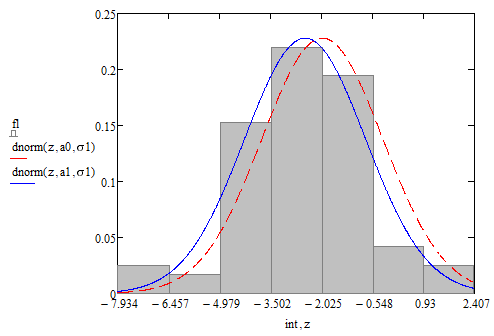 0.25
0.2
0.15
0.1
0.05
0
fl
dnorm(z,a0,σ1)
dnorm(z,a1,σ1)
−7.934 −6.457 −4.979 −3.502 −2.025 −0.548 0.93 2.407
int,z